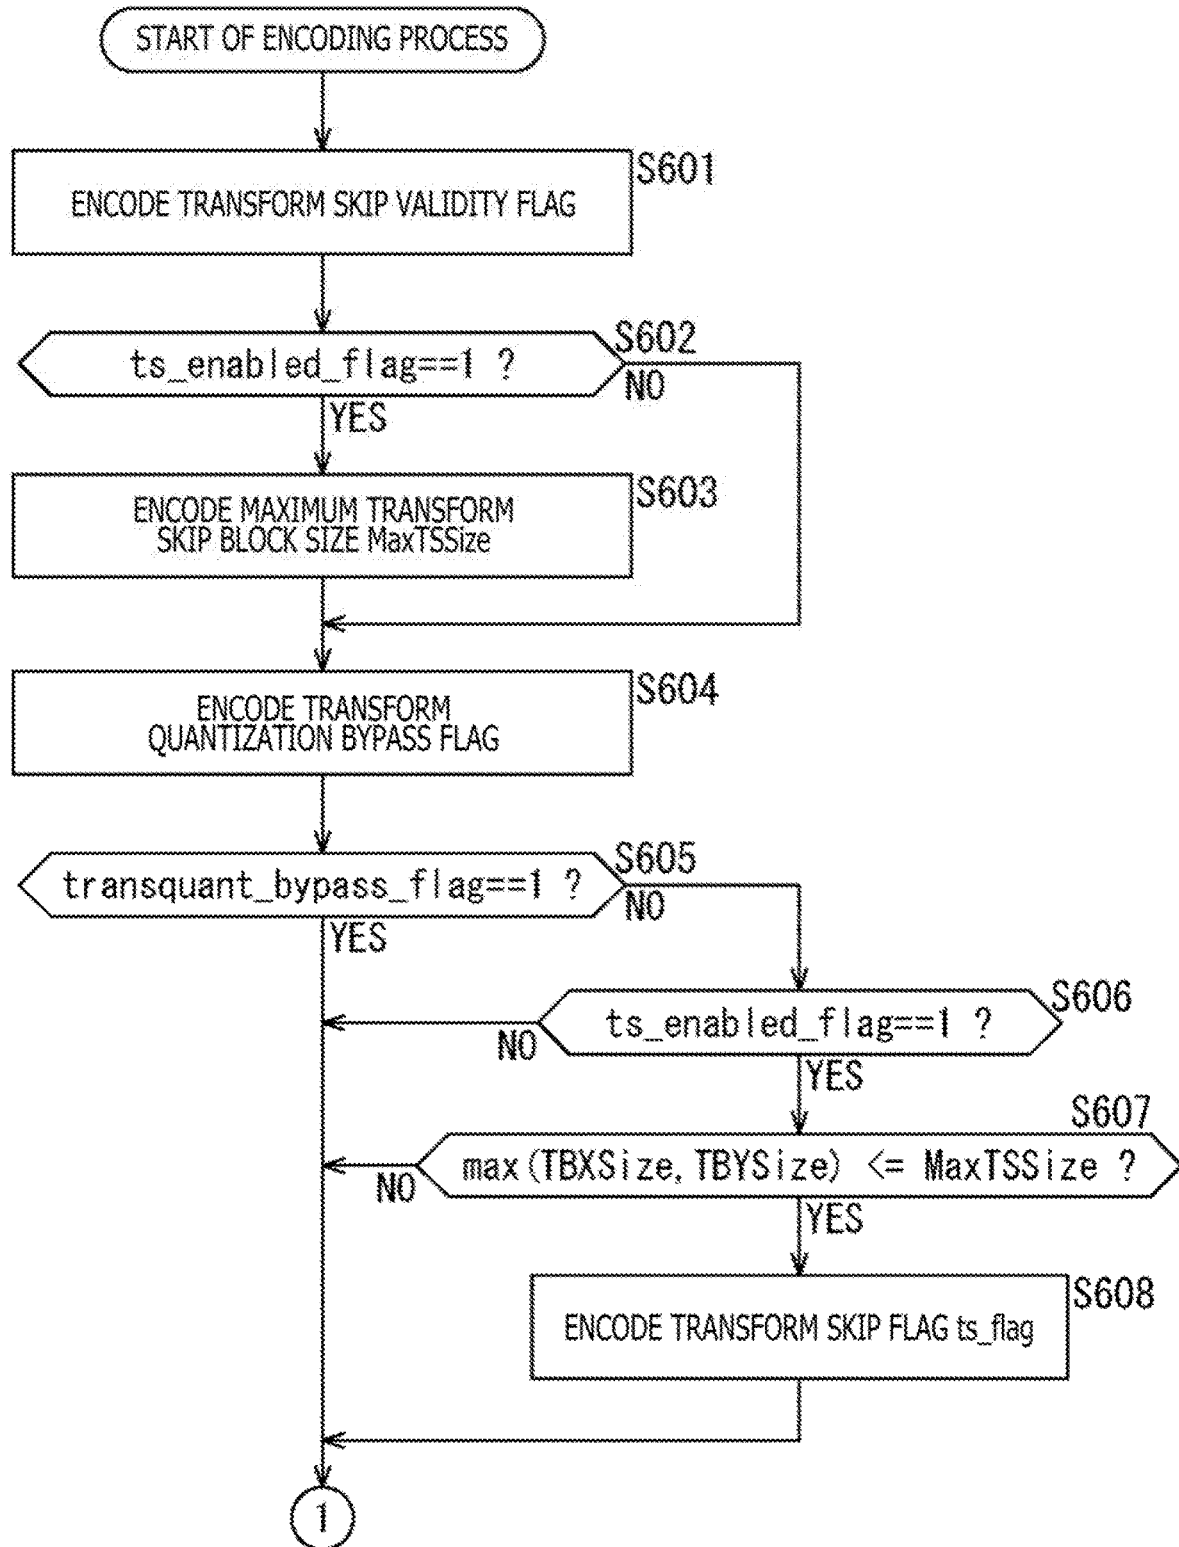 START OF ENCODING PROCESS
S601
ENCODE TRANSFORM SKIP VALIDITY FLAG
S602
ts_enabled_flag==1 ?
NO
YES
S603
ENCODE MAXIMUM TRANSFORM
SKIP BLOCK SIZE MaxTSSize
S604
ENCODE TRANSFORM
QUANTIZATION BYPASS FLAG
S605
transquant_bypass_flag==1 ?
NO
YES
S606
ts_enabled_flag==1 ?
NO
YES
S607
max(TBXSize, TBYSize) <= MaxTSSize ?
NO
YES
S608
ENCODE TRANSFORM SKIP FLAG ts_flag
1